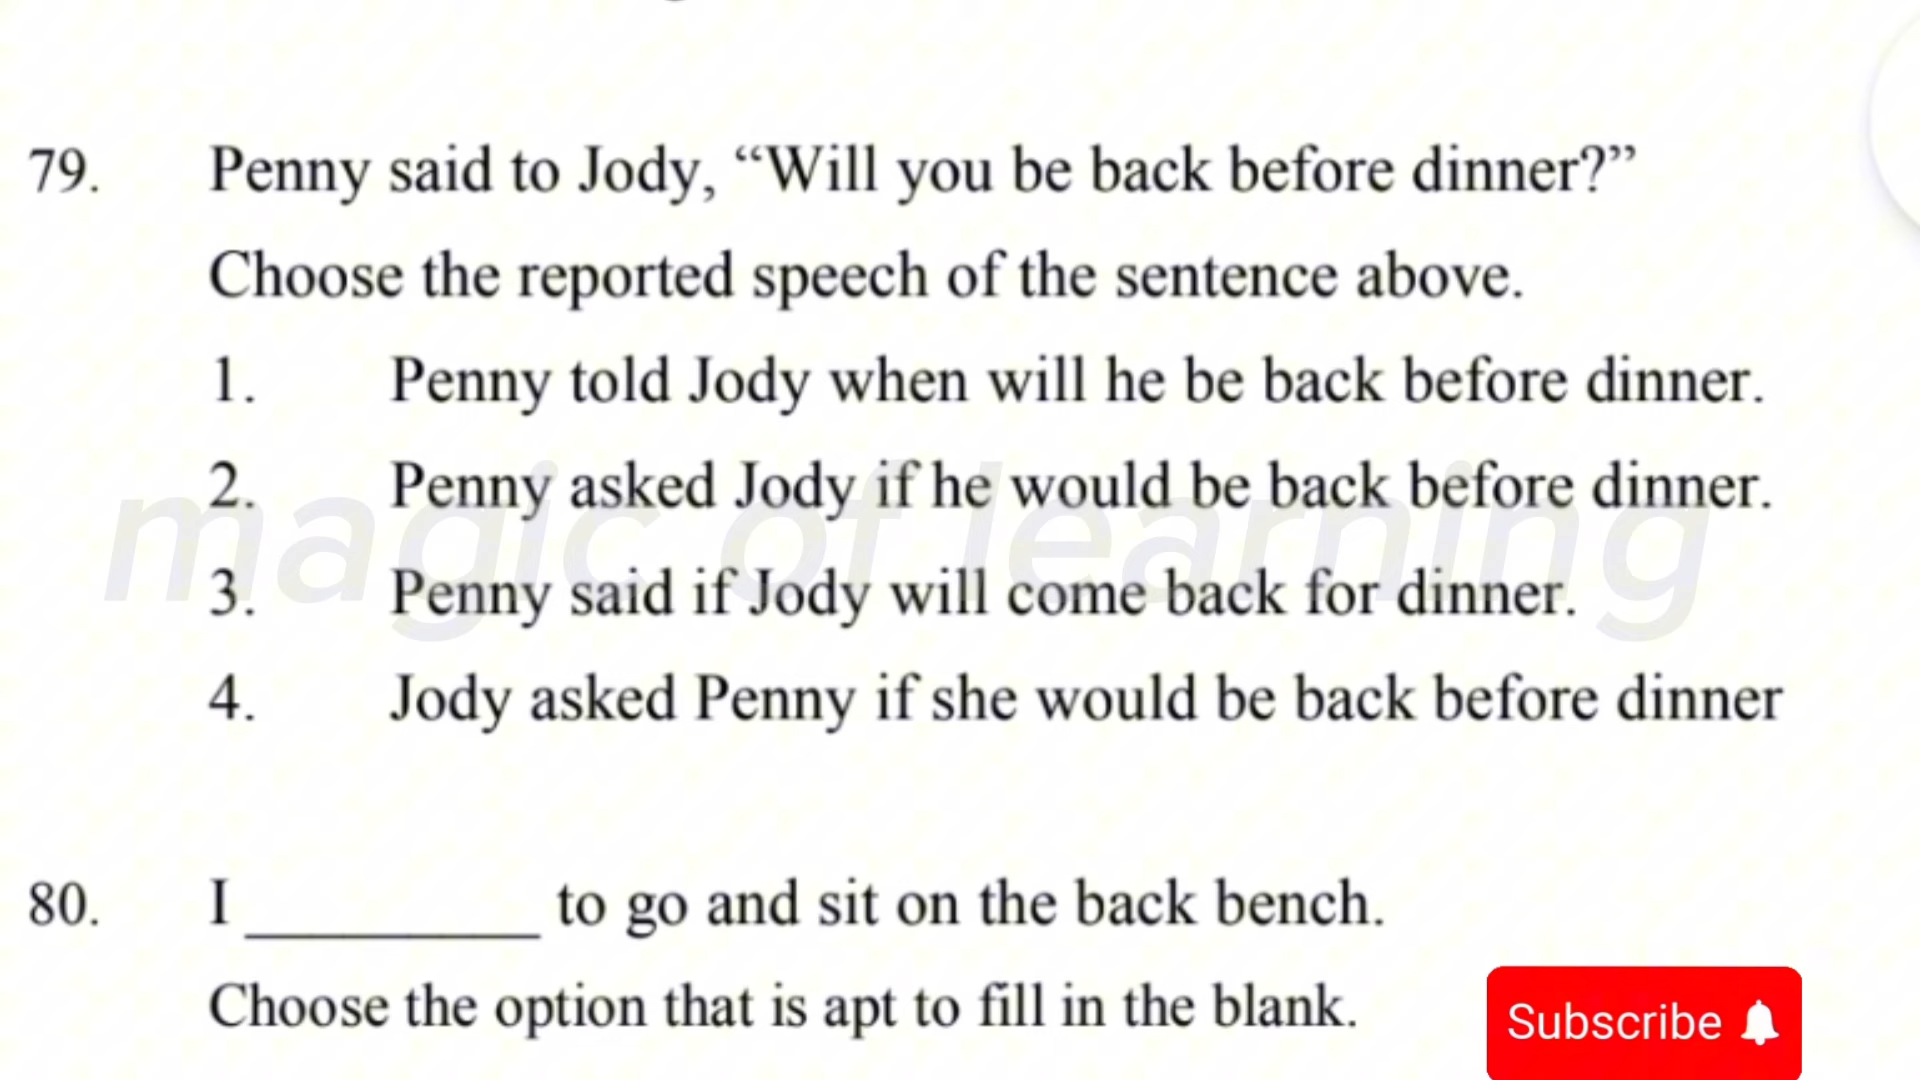 79. Penny said to Jody, “Will you be back before dinner?”
Choose the reported speech of the sentence above.
1. Penny told Jody when will he be back before dinner.
2. Penny asked Jody if he would be back before dinner.
magic of learning
3. Penny said if Jody will come back for dinner.
4. Jody asked Penny if she would be back before dinner
80. I __________ to go and sit on the back bench.
Choose the option that is apt to fill in the blank.
Subscribe